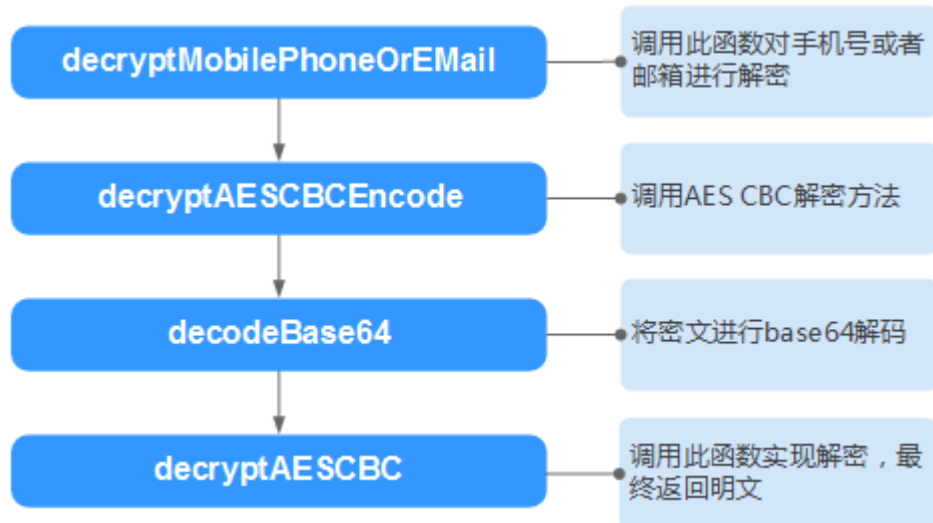 decryptMobilePhoneOrEMail
调用此函数对手机号或者
邮箱进行解密
decryptAESCBCEncode
调用AES CBC解密方法
decodeBase64
将密文进行base64解码
decryptAESCBC
调用此函数实现解密，最
终返回明文